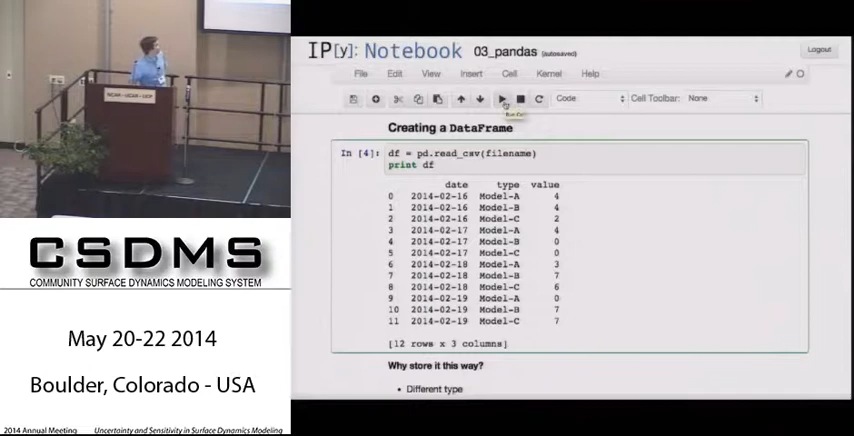 NCAR-UCAR-UCP
CSDMS
COMMUNITY SURFACE DYNAMICS MODELING SYSTEM
May 20-22 2014
Boulder, Colorado - USA
2014 Annual Meeting Uncertainty and Sensitivity in Surface Dynamics Modeling
IP[y]: Notebook 03_pandas (autosaved)
Logout
File Edit View Insert Cell Kernel Help
Code Cell Toolbar: None
Run Cell
Creating a DataFrame
In [4]: df = pd.read_csv(filename)
print df
date type value
0 2014-02-16 Model-A 4
1 2014-02-16 Model-B 4
2 2014-02-16 Model-C 2
3 2014-02-17 Model-A 4
4 2014-02-17 Model-B 0
5 2014-02-17 Model-C 0
6 2014-02-18 Model-A 3
7 2014-02-18 Model-B 7
8 2014-02-18 Model-C 6
9 2014-02-19 Model-A 0
10 2014-02-19 Model-B 7
11 2014-02-19 Model-C 7
[12 rows x 3 columns]
Why store it this way?
• Different type